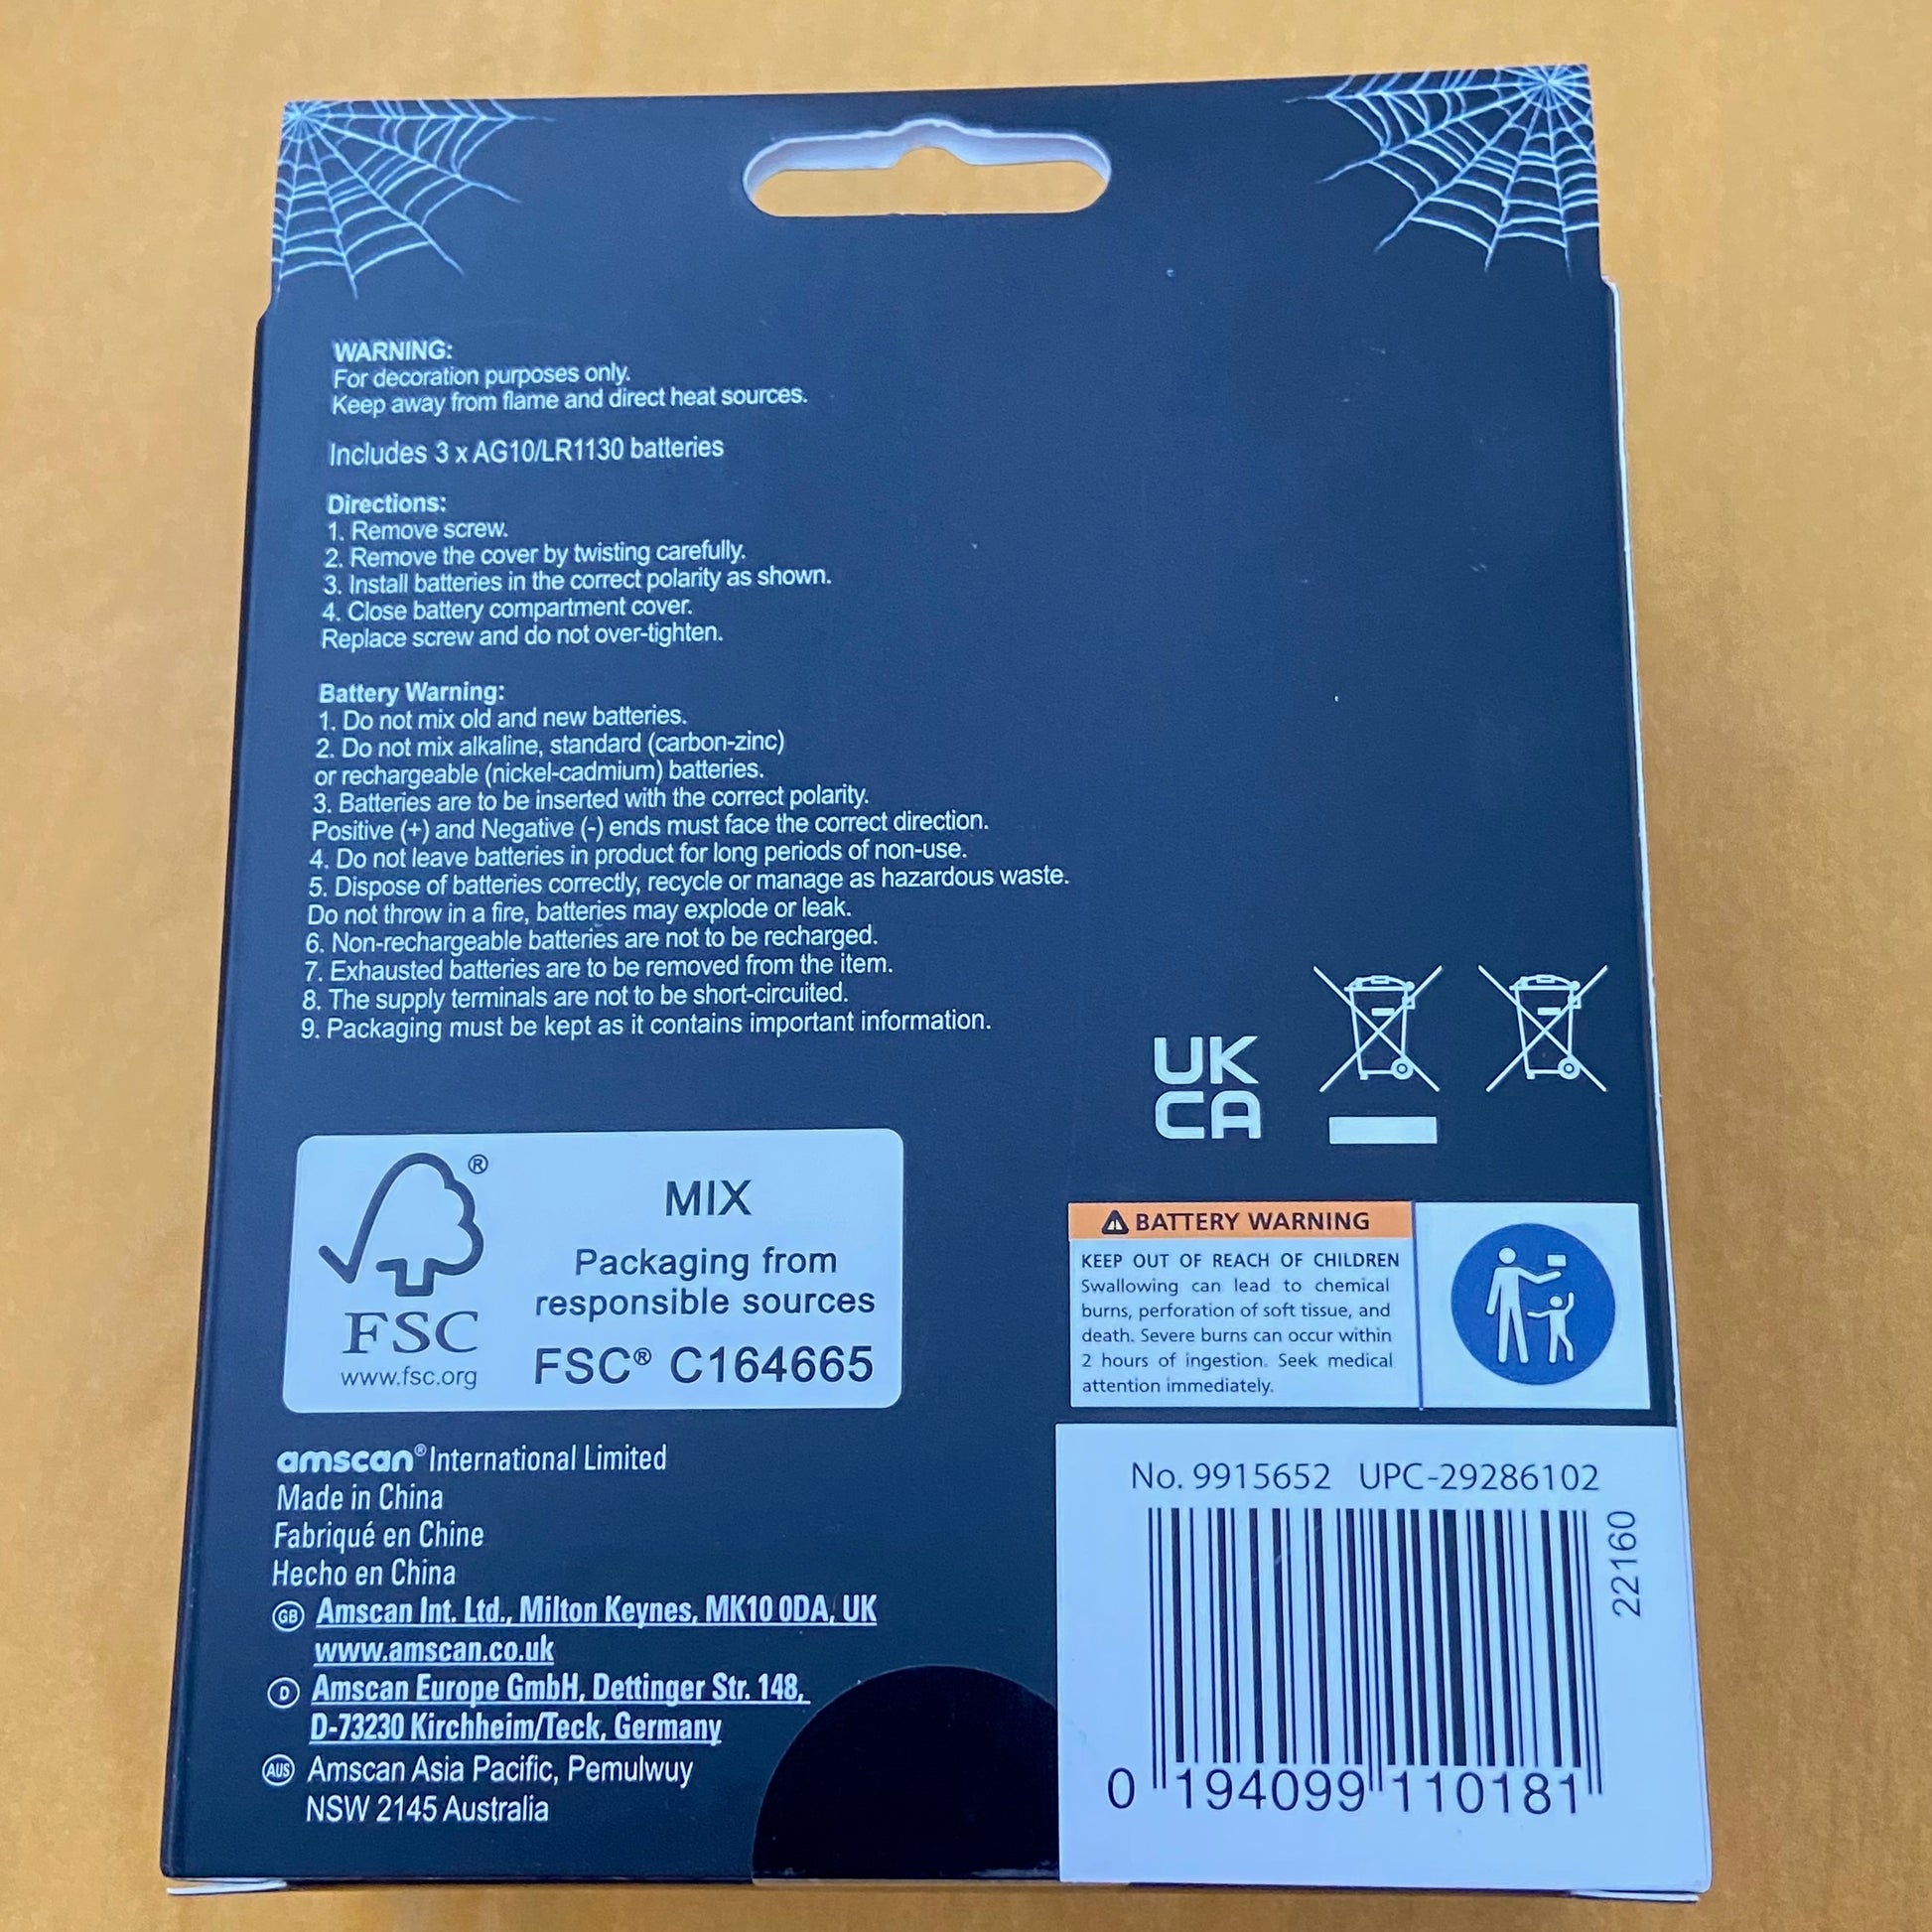 WARNING:
For decoration purposes only.
Keep away from flame and direct heat sources.
Includes 3 x AG10/LR1130 batteries
Directions:
1. Remove screw.
2. Remove the cover by twisting carefully.
3. Install batteries in the correct polarity as shown.
4. Close battery compartment cover.
Replace screw and do not over-tighten.
Battery Warning:
1. Do not mix old and new batteries.
2. Do not mix alkaline, standard (carbon-zinc)
or rechargeable (nickel-cadmium) batteries.
3. Batteries are to be inserted with the correct polarity.
Positive (+) and Negative (-) ends must face the correct direction.
4. Do not leave batteries in product for long periods of non-use.
5. Dispose of batteries correctly, recycle or manage as hazardous waste.
Do not throw in a fire, batteries may explode or leak.
6. Non-rechargeable batteries are not to be recharged.
7. Exhausted batteries are to be removed from the item.
8. The supply terminals are not to be short-circuited.
9. Packaging must be kept as it contains important information.
UK
CA
®
FSC
www.fsc.org
MIX
Packaging from
responsible sources
FSC® C164665
BATTERY WARNING
KEEP OUT OF REACH OF CHILDREN
Swallowing can lead to chemical
burns, perforation of soft tissue, and
death. Severe burns can occur within
2 hours of ingestion. Seek medical
attention immediately.
amscan® International Limited
Made in China
Fabriqué en Chine
Hecho en China
GB Amscan Int. Ltd., Milton Keynes, MK10 0DA, UK
www.amscan.co.uk
D Amscan Europe GmbH, Dettinger Str. 148,
D-73230 Kirchheim/Teck, Germany
AUS Amscan Asia Pacific, Pemulwuy
NSW 2145 Australia
No. 9915652 UPC-29286102
22160
0 194099 110181